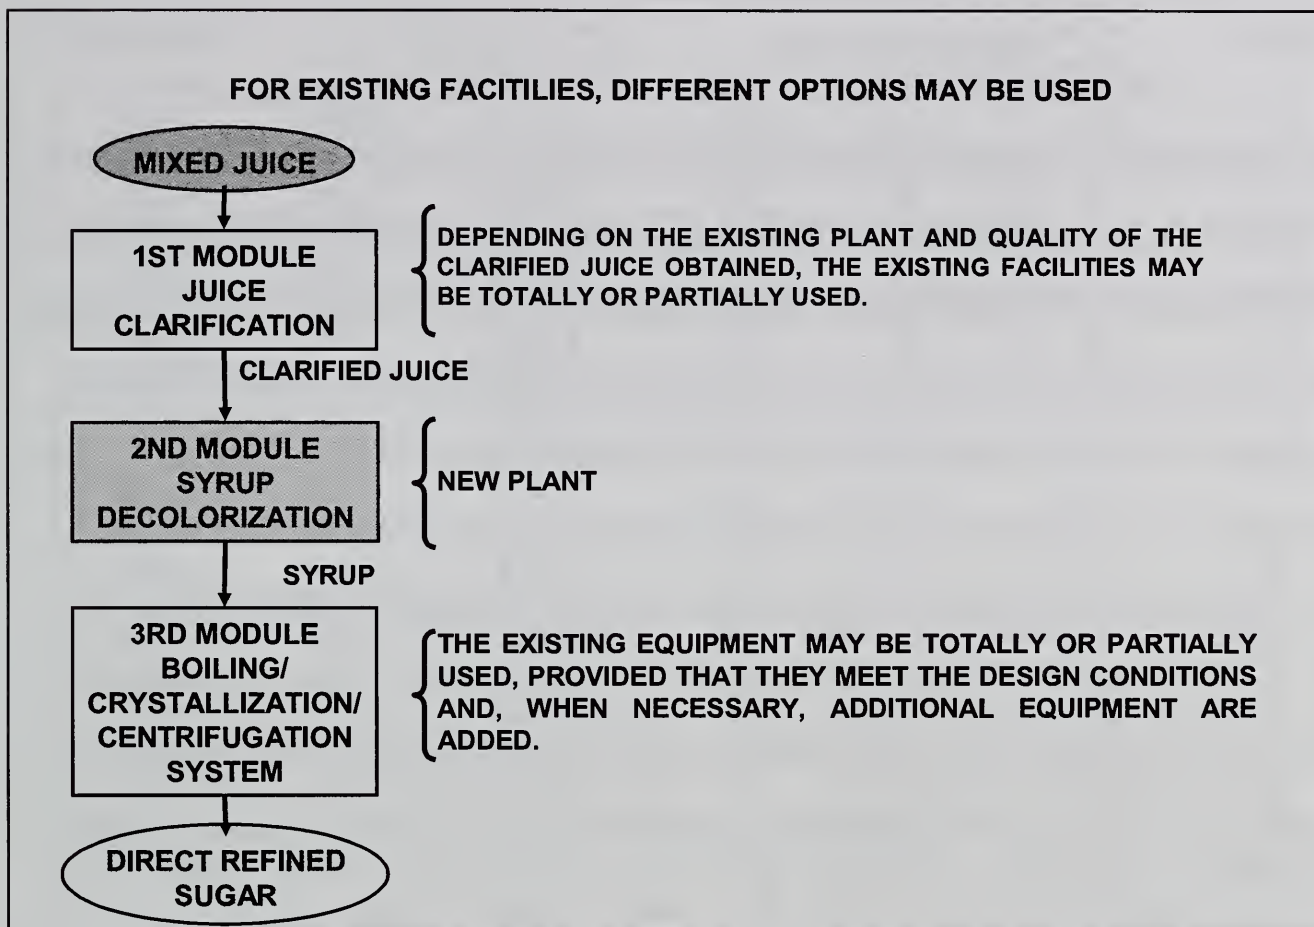 FOR EXISTING FACITILIES, DIFFERENT OPTIONS MAY BE USED
MIXED JUICE
1ST MODULE
JUICE
CLARIFICATION
DEPENDING ON THE EXISTING PLANT AND QUALITY OF THE
CLARIFIED JUICE OBTAINED, THE EXISTING FACILITIES MAY
BE TOTALLY OR PARTIALLY USED.
CLARIFIED JUICE
2ND MODULE
SYRUP
DECOLORIZATION
NEW PLANT
SYRUP
3RD MODULE
BOILING/
CRYSTALLIZATION/
CENTRIFUGATION
SYSTEM
THE EXISTING EQUIPMENT MAY BE TOTALLY OR PARTIALLY
USED, PROVIDED THAT THEY MEET THE DESIGN CONDITIONS
AND, WHEN NECESSARY, ADDITIONAL EQUIPMENT ARE
ADDED.
DIRECT REFINED
SUGAR